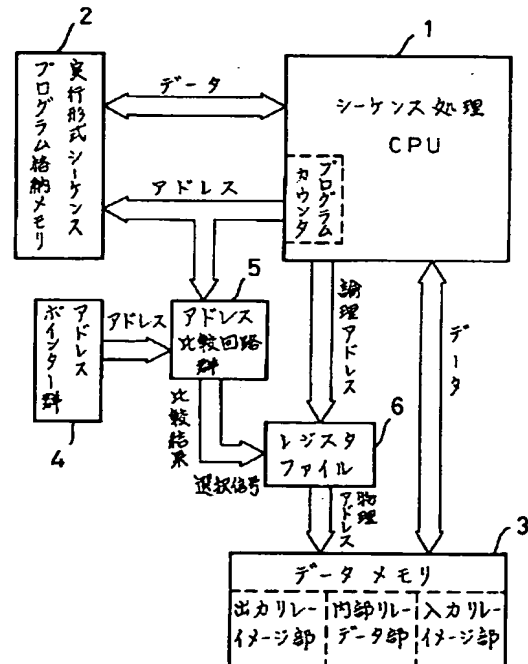 2
1
実行形式シーケンス
プログラム格納メモリ
データ
シーケンス処理
CPU
プログラム
カウンタ
アドレス
5
アドレス
ポインター群
アドレス
アドレス
比較回路
群
論理アドレス
データ
4
比較結果
選択信号
6
レジスタ
ファイル
物理
アドレス
3
データメモリ
出力リレー
イメージ部
内部リレー
データ部
入力リレー
イメージ部